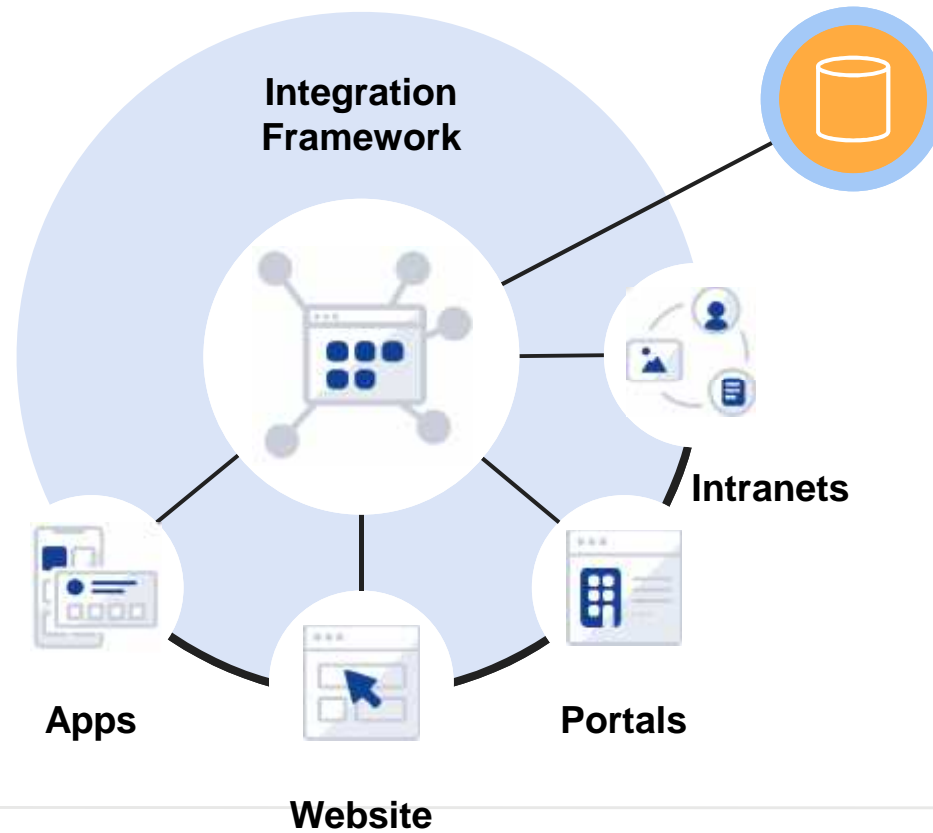 Integration
Framework
Intranets
Apps
Portals
Website